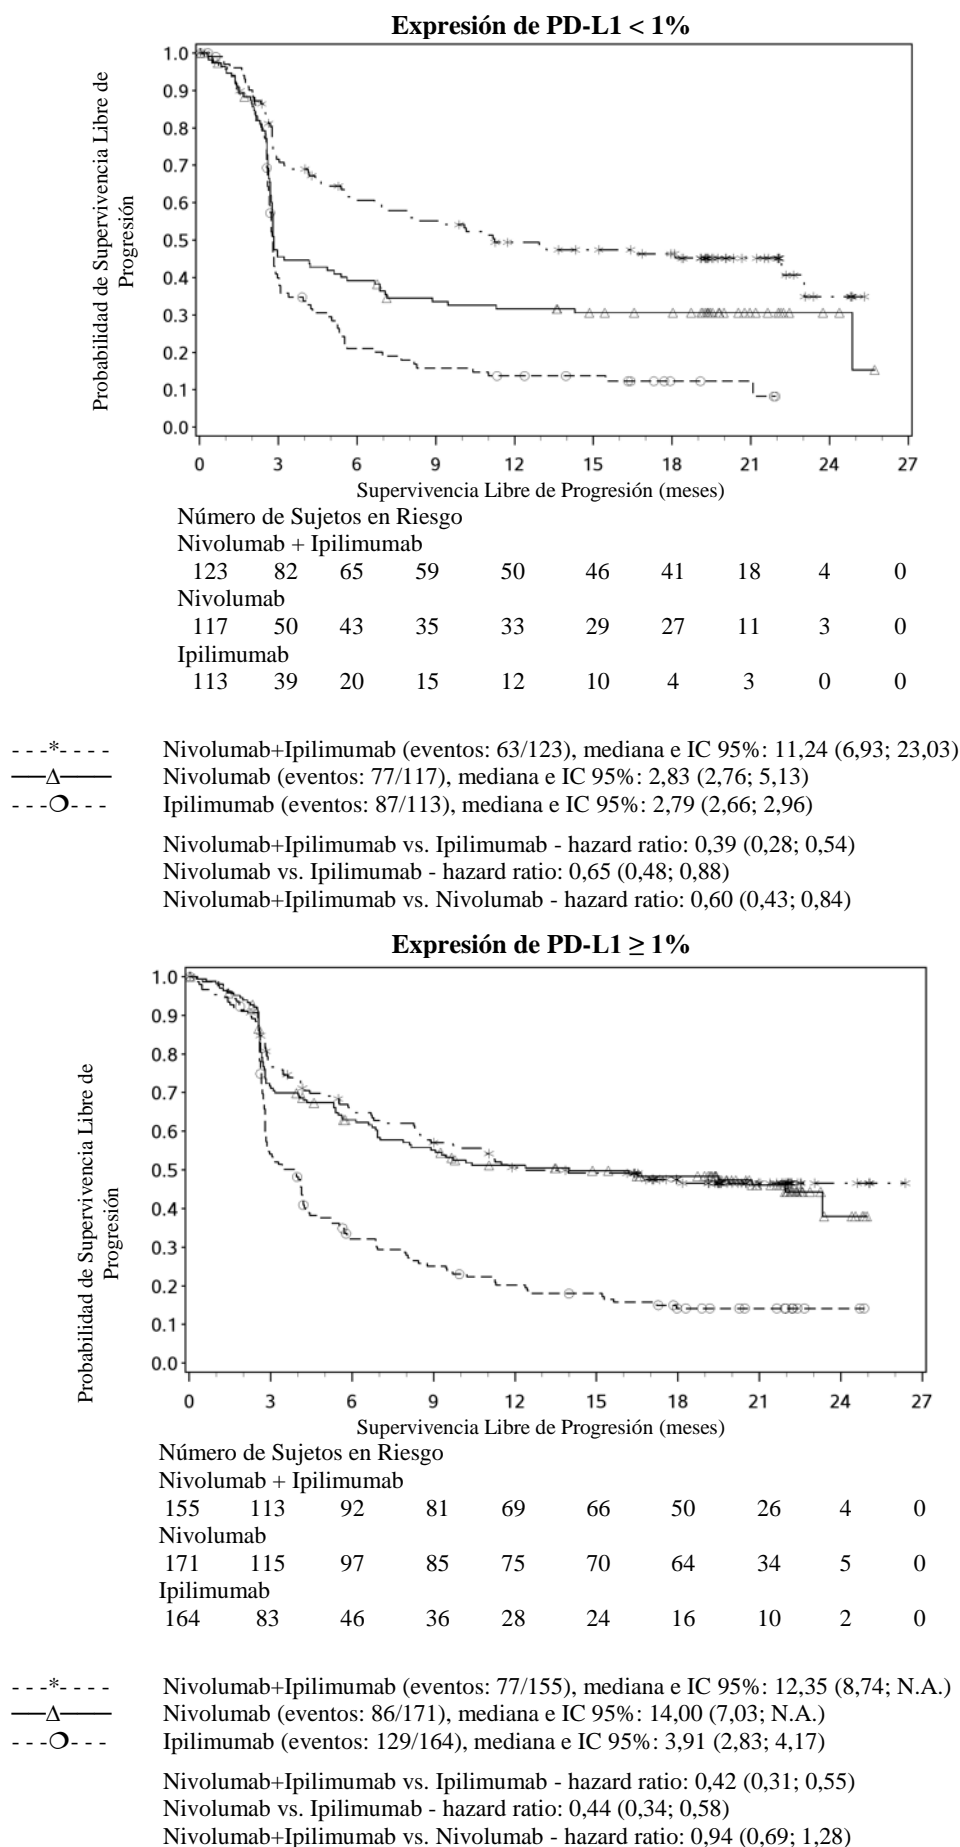 Expresión de PD-L1 < 1%
Probabilidad de Supervivencia Libre de
Progresión
1.0
0.9
0.8
0.7
0.6
0.5
0.4
0.3
0.2
0.1
0.0
0 3 6 9 12 15 18 21 24 27
Supervivencia Libre de Progresión (meses)
Número de Sujetos en Riesgo
Nivolumab + Ipilimumab
123 82 65 59 50 46 41 18 4 0
Nivolumab
117 50 43 35 33 29 27 11 3 0
Ipilimumab
113 39 20 15 12 10 4 3 0 0
- - -*- - - - Nivolumab+Ipilimumab (eventos: 63/123), mediana e IC 95%: 11,24 (6,93; 23,03)
——Δ—— Nivolumab (eventos: 77/117), mediana e IC 95%: 2,83 (2,76; 5,13)
- - -O- - - Ipilimumab (eventos: 87/113), mediana e IC 95%: 2,79 (2,66; 2,96)
Nivolumab+Ipilimumab vs. Ipilimumab - hazard ratio: 0,39 (0,28; 0,54)
Nivolumab vs. Ipilimumab - hazard ratio: 0,65 (0,48; 0,88)
Nivolumab+Ipilimumab vs. Nivolumab - hazard ratio: 0,60 (0,43; 0,84)
Expresión de PD-L1 ≥ 1%
Probabilidad de Supervivencia Libre de
Progresión
1.0
0.9
0.8
0.7
0.6
0.5
0.4
0.3
0.2
0.1
0.0
0 3 6 9 12 15 18 21 24 27
Supervivencia Libre de Progresión (meses)
Número de Sujetos en Riesgo
Nivolumab + Ipilimumab
155 113 92 81 69 66 50 26 4 0
Nivolumab
171 115 97 85 75 70 64 34 5 0
Ipilimumab
164 83 46 36 28 24 16 10 2 0
- - -*- - - - Nivolumab+Ipilimumab (eventos: 77/155), mediana e IC 95%: 12,35 (8,74; N.A.)
——Δ—— Nivolumab (eventos: 86/171), mediana e IC 95%: 14,00 (7,03; N.A.)
- - -O- - - Ipilimumab (eventos: 129/164), mediana e IC 95%: 3,91 (2,83; 4,17)
Nivolumab+Ipilimumab vs. Ipilimumab - hazard ratio: 0,42 (0,31; 0,55)
Nivolumab vs. Ipilimumab - hazard ratio: 0,44 (0,34; 0,58)
Nivolumab+Ipilimumab vs. Nivolumab - hazard ratio: 0,94 (0,69; 1,28)